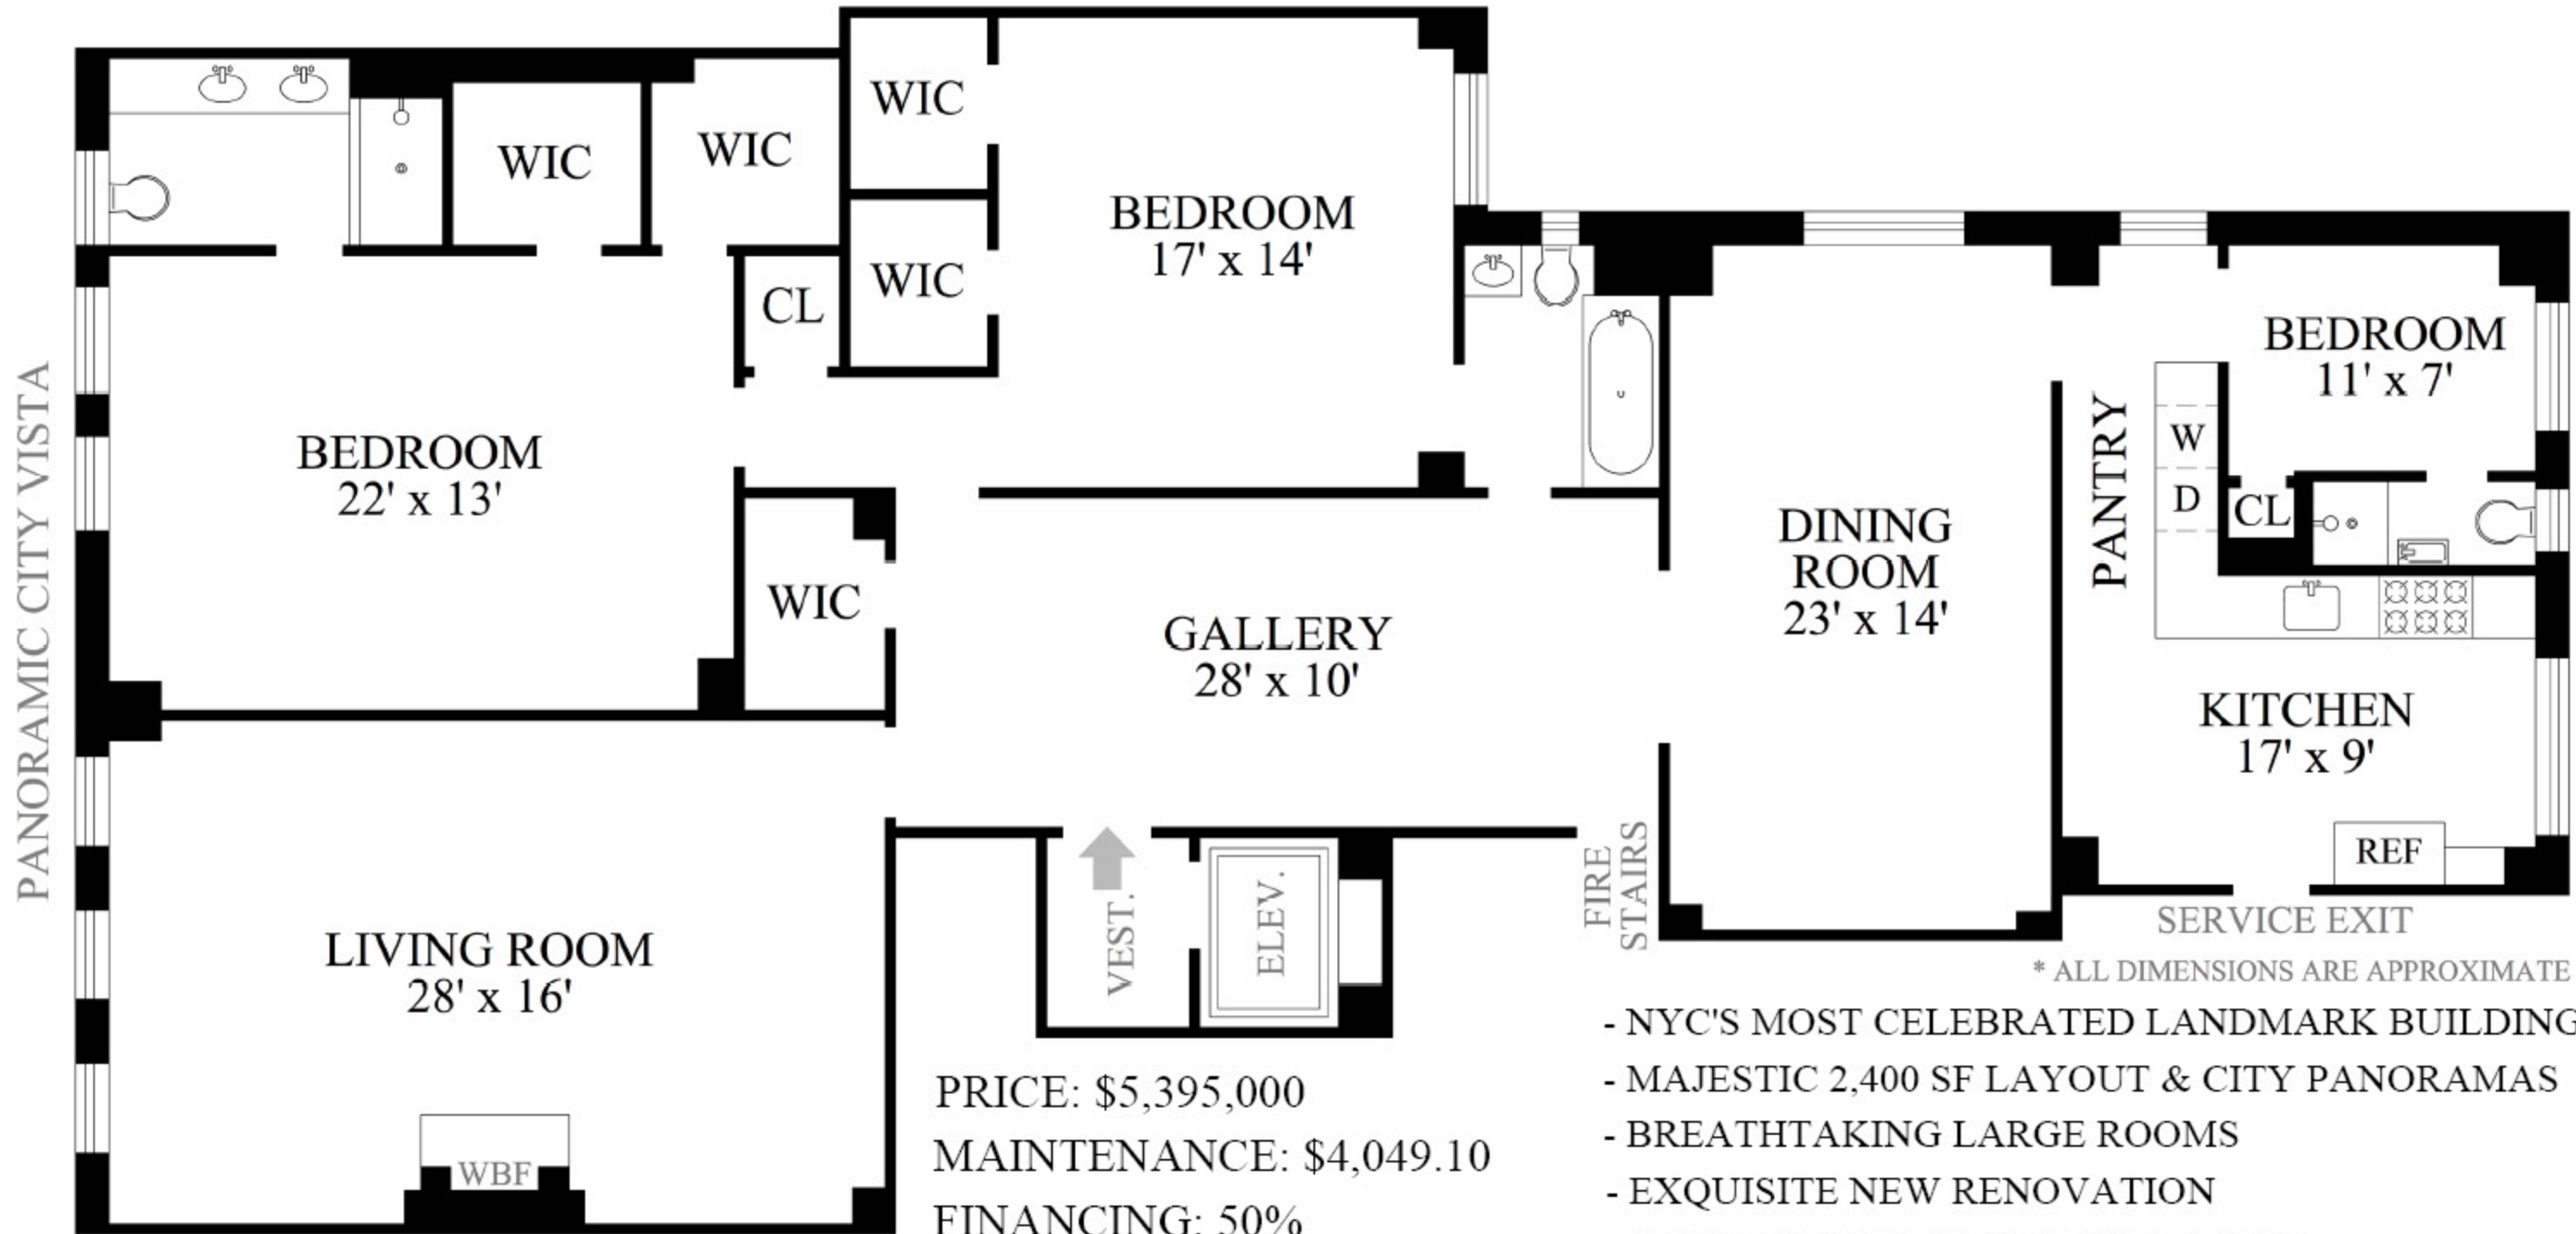 PANORAMIC CITY VISTA
WIC
WIC
WIC
WIC
CL
BEDROOM
17' x 14'
BEDROOM
22' x 13'
WIC
GALLERY
28' x 10'
DINING
ROOM
23' x 14'
PANTRY
W
D
BEDROOM
11' x 7'
CL
KITCHEN
17' x 9'
REF
LIVING ROOM
28' x 16'
WBF
VEST.
ELEV.
FIRE
STAIRS
SERVICE EXIT
* ALL DIMENSIONS ARE APPROXIMATE
PRICE: $5,395,000
MAINTENANCE: $4,049.10
FINANCING: 50%
- NYC'S MOST CELEBRATED LANDMARK BUILDING
- MAJESTIC 2,400 SF LAYOUT & CITY PANORAMAS
- BREATHTAKING LARGE ROOMS
- EXQUISITE NEW RENOVATION